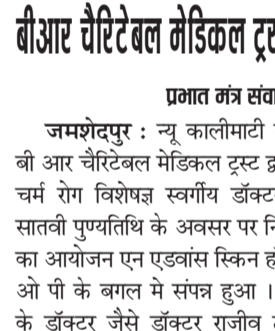 बीआर चैरिटेबल मेडिकल
प्रभात मंत्र
जमशेदपुर : न्यू कालीमाटी
बी आर चैरिटेबल मेडिकल ट्रस्ट
चर्म रोग विशेषज्ञ स्वर्गीय
सातवी पुण्यतिथि के अवसर पर
का आयोजन एन एडवांस स्किन
ओ पी के बगल मे संपन्न हुआ ।
के डॉक्टर जैसे डॉक्टर राजीव